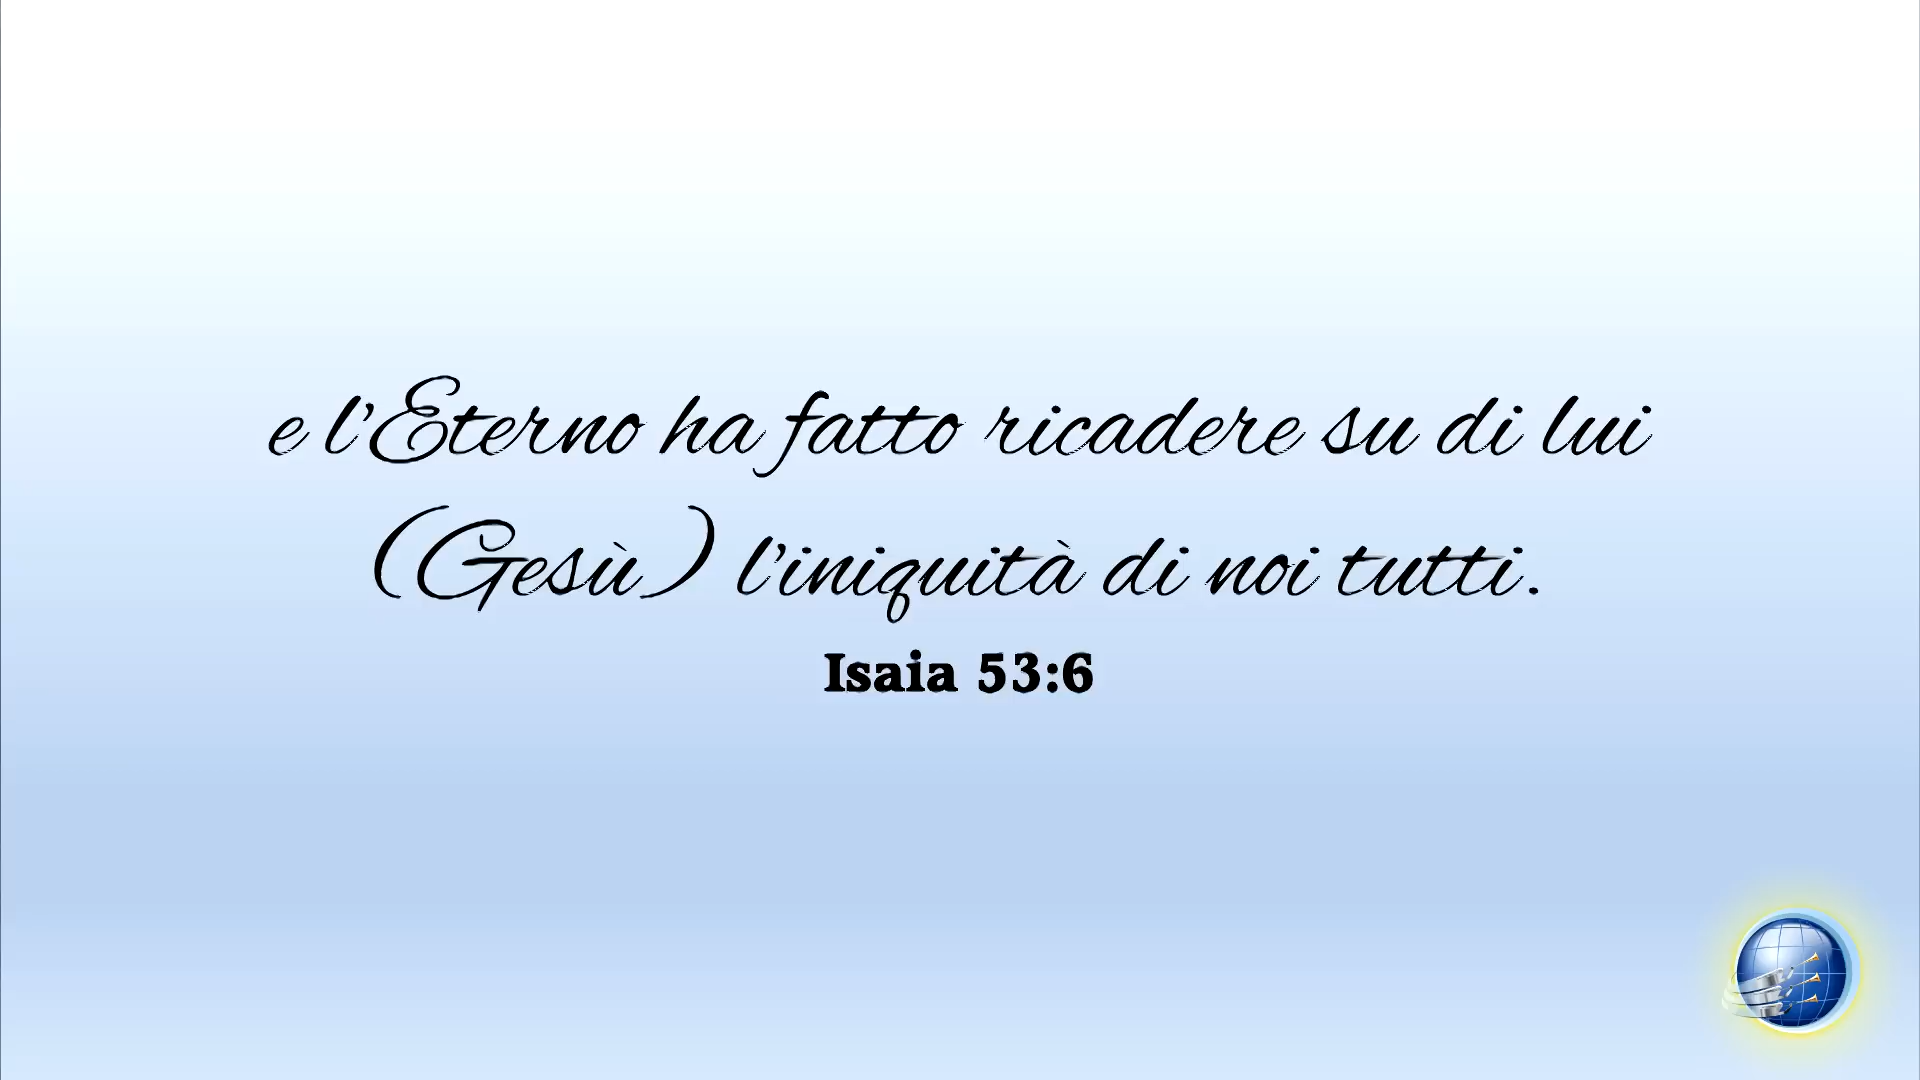 e l'Eterno ha fatto ricadere su di lui
(Gesù) l'iniquità di noi tutti.
Isaia 53:6